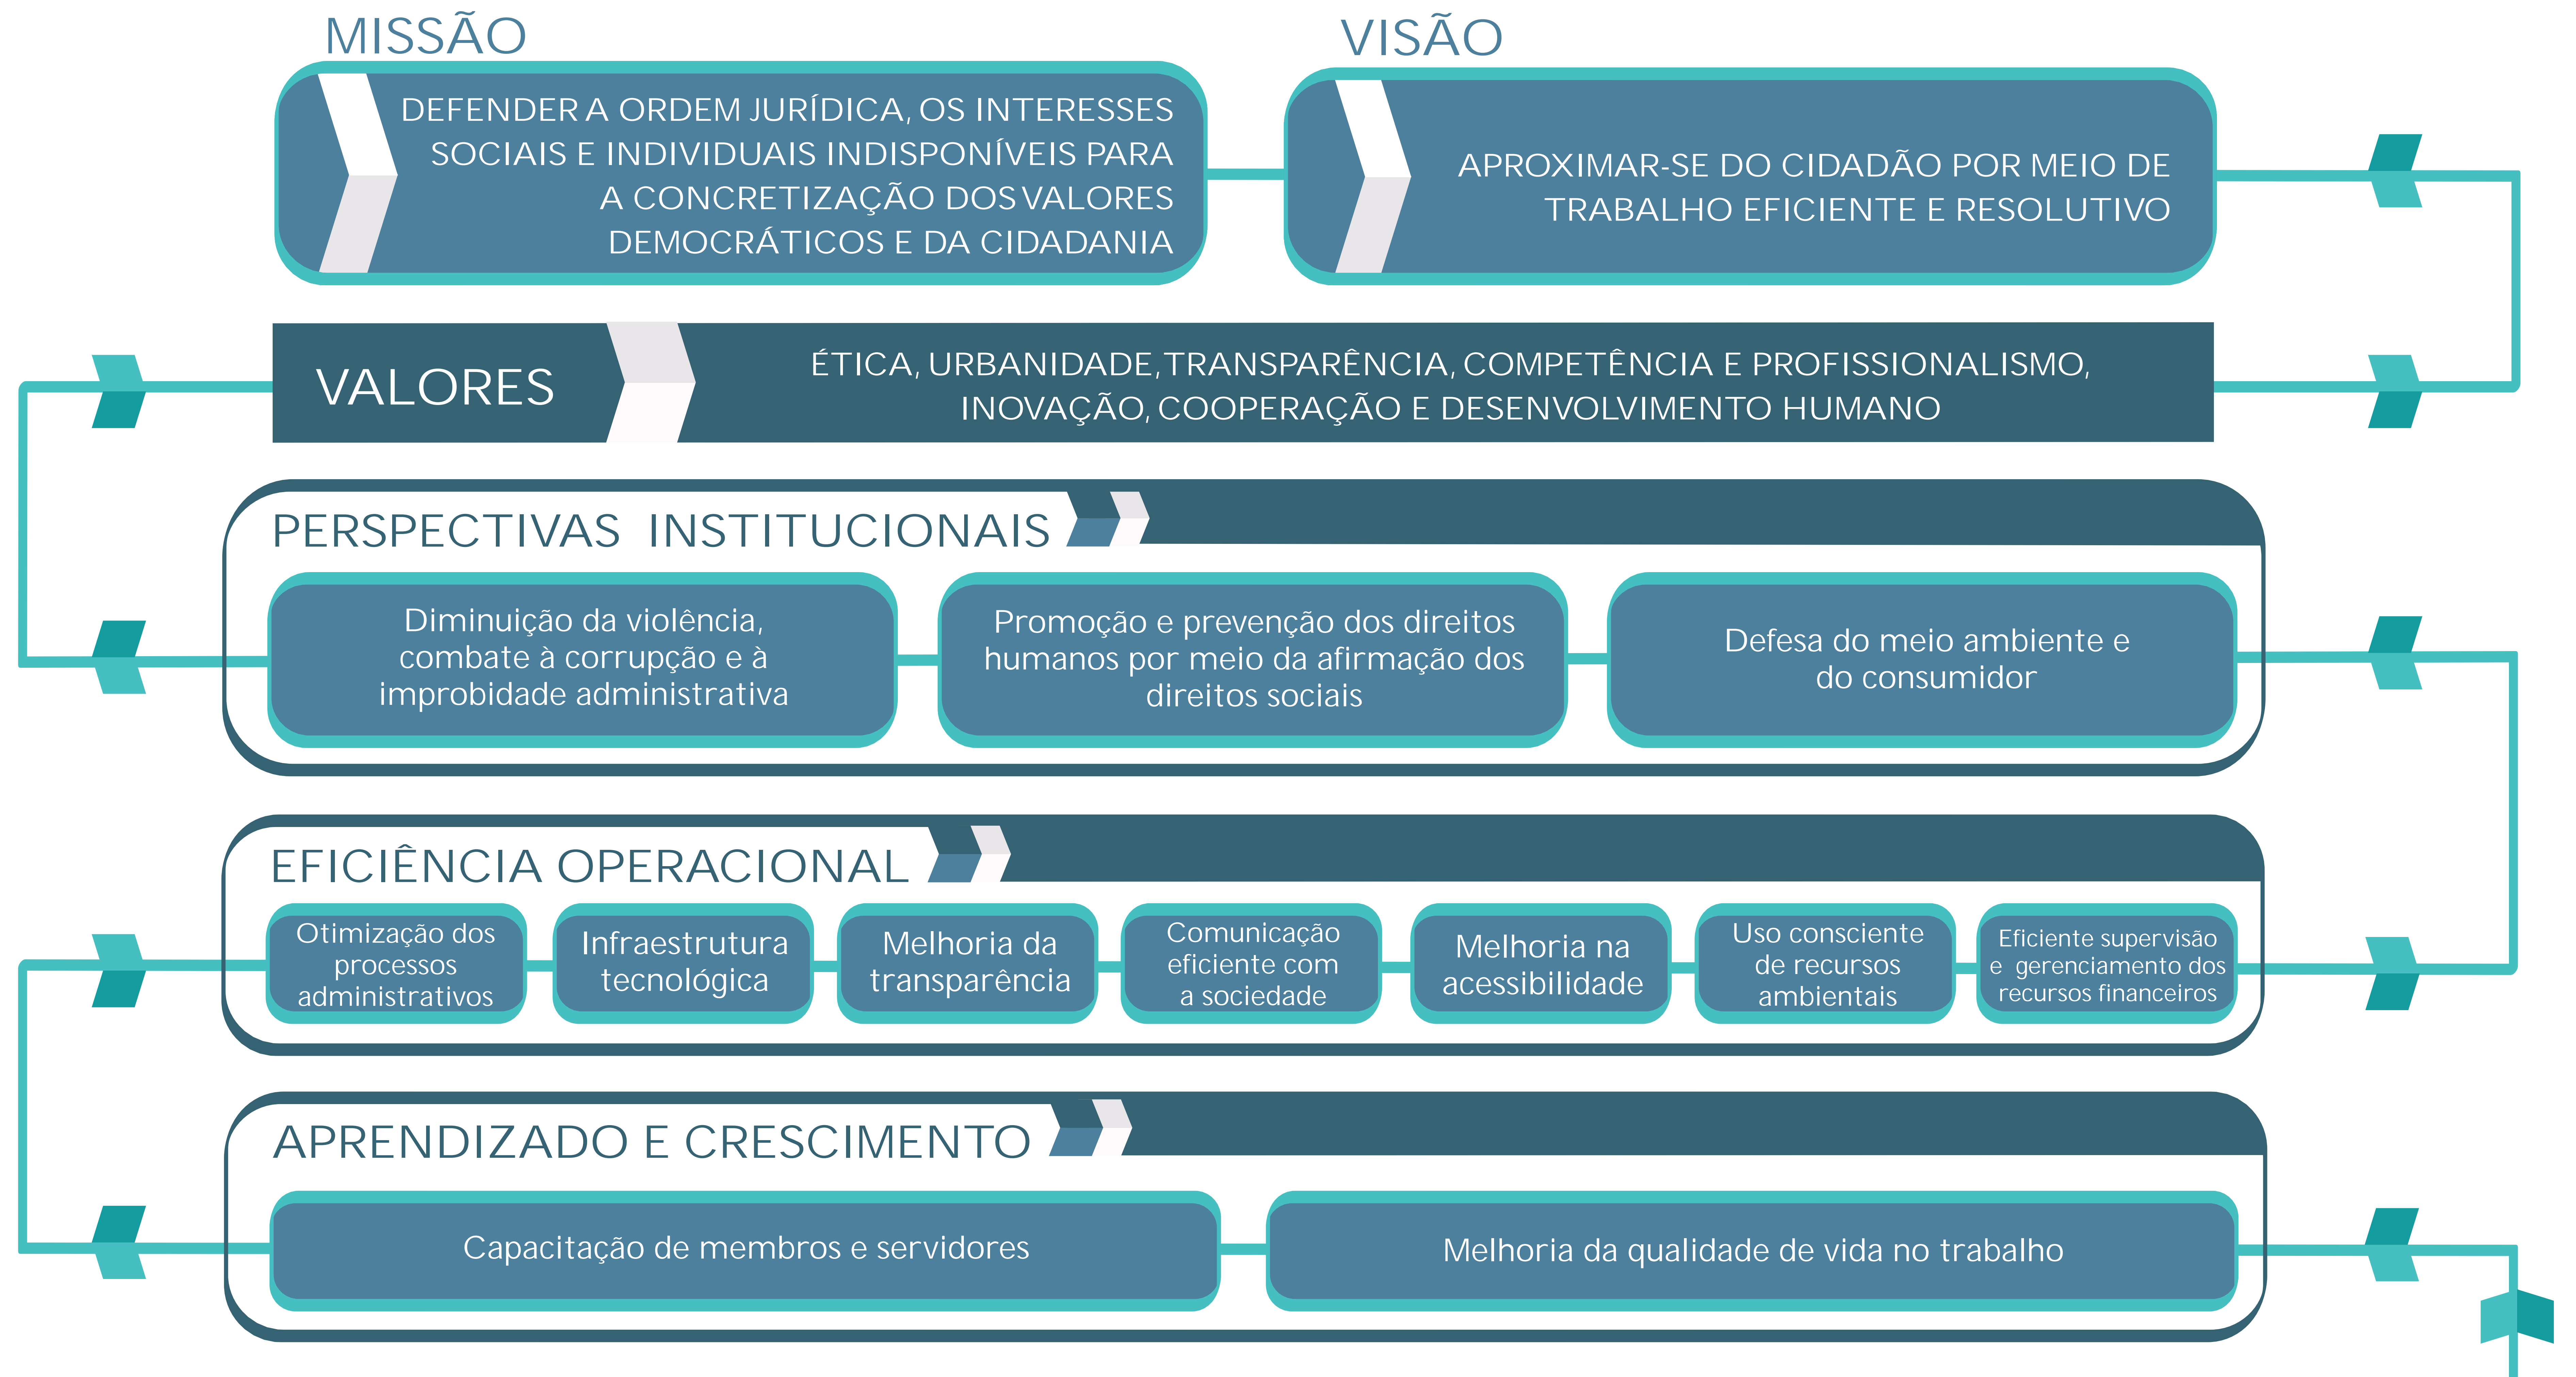 MISSÃO
DEFENDER A ORDEM JURÍDICA, OS INTERESSES
SOCIAIS E INDIVIDUAIS INDISPONÍVEIS PARA
A CONCRETIZAÇÃO DOS VALORES
DEMOCRÁTICOS E DA CIDADANIA
VISÃO
APROXIMAR-SE DO CIDADÃO POR MEIO DE
TRABALHO EFICIENTE E RESOLUTIVO
VALORES
ÉTICA, URBANIDADE, TRANSPARÊNCIA, COMPETÊNCIA E PROFISSIONALISMO,
INOVAÇÃO, COOPERAÇÃO E DESENVOLVIMENTO HUMANO
PERSPECTIVAS INSTITUCIONAIS
Diminuição da violência,
combate à corrupção e à
improbidade administrativa
Promoção e prevenção dos direitos
humanos por meio da afirmação dos
direitos sociais
Defesa do meio ambiente e
do consumidor
EFICIÊNCIA OPERACIONAL
Otimização dos
processos
administrativos
Infraestrutura
tecnológica
Melhoria da
transparência
Comunicação
eficiente com
a sociedade
Melhoria na
acessibilidade
Uso consciente
de recursos
ambientais
Eficiente supervisão
e gerenciamento dos
recursos financeiros
APRENDIZADO E CRESCIMENTO
Capacitação de membros e servidores
Melhoria da qualidade de vida no trabalho